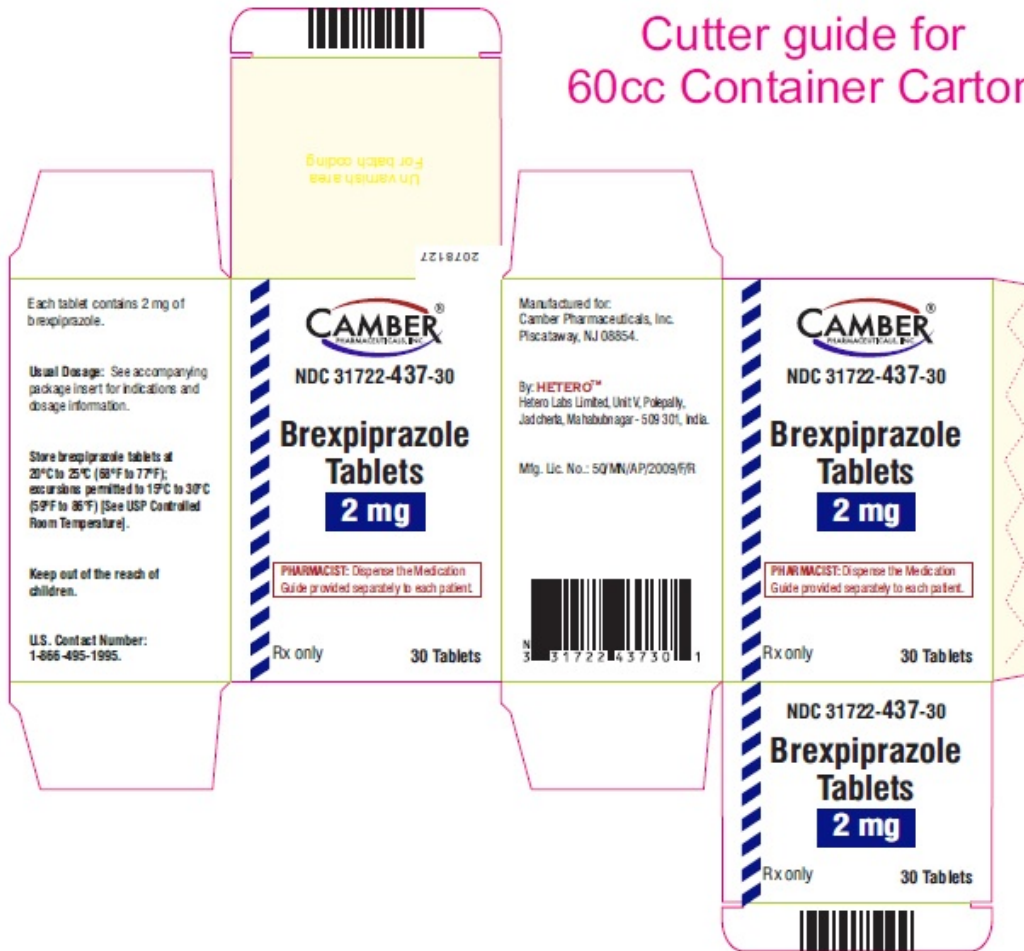 Cutter guide for
60cc Container Carton
Un varnish area
For batch coding
2078127
Each tablet contains 2 mg of
brexpiprazole.
Usual Dosage: See accompanying
package insert for indications and
dosage information.
Store brexpiprazole tablets at
20°C to 25°C (68°F to 77°F);
excursions permitted to 15°C to 30°C
(59°F to 86°F) [See USP Controlled
Room Temperature].
Keep out of the reach of
children.
U.S. Contact Number:
1-866-495-1995.
CAMBER®
PHARMACEUTICALS, INC.
NDC 31722-437-30
Brexpiprazole
Tablets
2 mg
PHARMACIST: Dispense the Medication
Guide provided separately to each patient.
Rx only 30 Tablets
Manufactured for:
Camber Pharmaceuticals, Inc.
Piscataway, NJ 08854.
By: HETERO™
Hetero Labs Limited, Unit V, Polepally,
Jadcherla, Mahabubnagar - 509 301, India.
Mfg. Lic. No.: 50/MN/AP/2009/F/R
N
3 31722 43730 1
CAMBER®
PHARMACEUTICALS, INC.
NDC 31722-437-30
Brexpiprazole
Tablets
2 mg
PHARMACIST: Dispense the Medication
Guide provided separately to each patient.
Rx only 30 Tablets
NDC 31722-437-30
Brexpiprazole
Tablets
2 mg
Rx only 30 Tablets